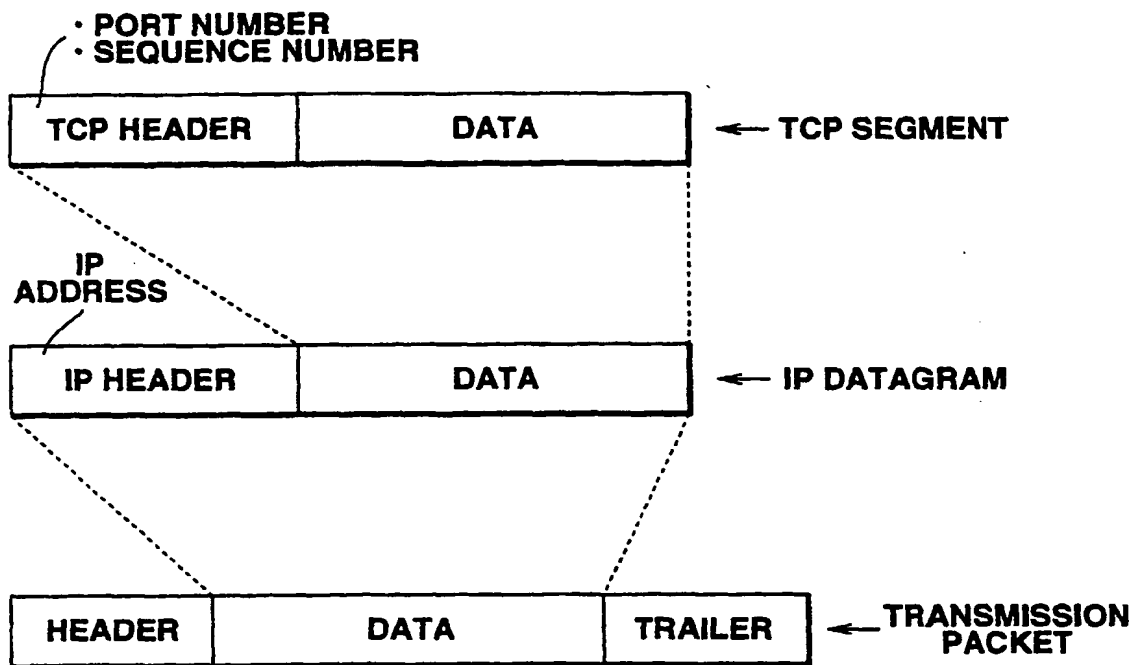 · PORT NUMBER
· SEQUENCE NUMBER
TCP HEADER DATA ← TCP SEGMENT
IP
ADDRESS
IP HEADER DATA ← IP DATAGRAM
HEADER DATA TRAILER ← TRANSMISSION
PACKET